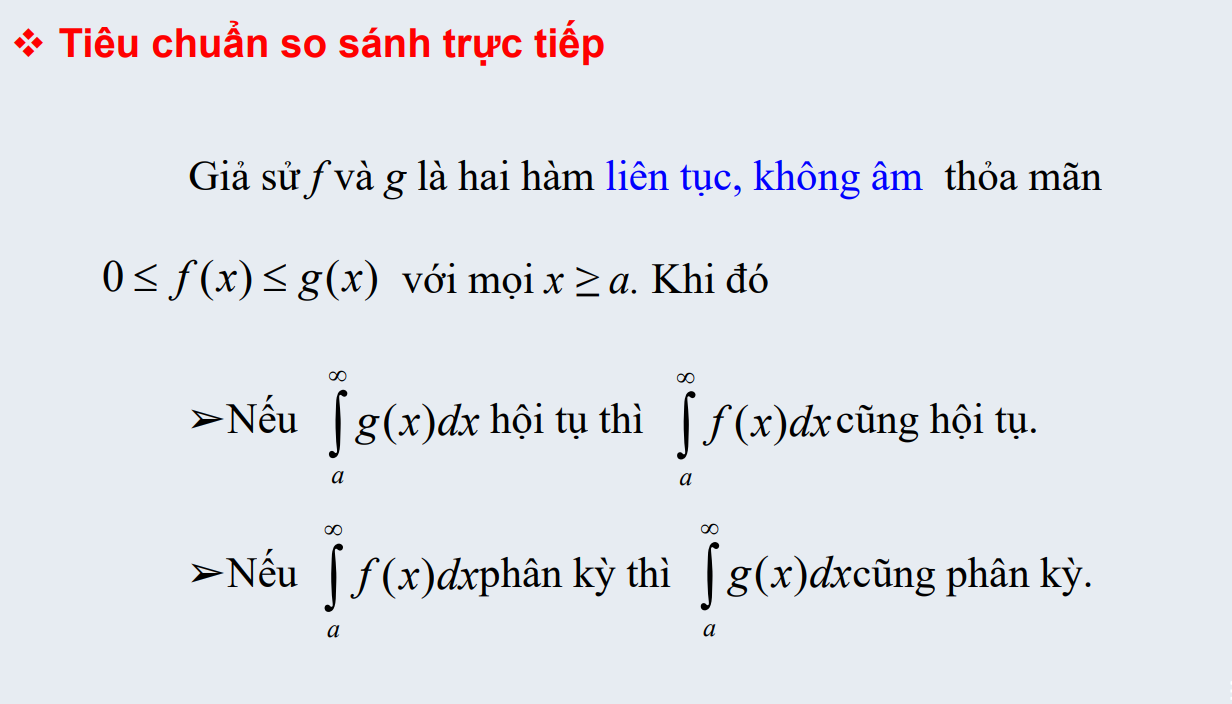 ❖ Tiêu chuẩn so sánh trực tiếp
Giả sử f và g là hai hàm liên tục, không âm thỏa mãn
0 ≤ f(x) ≤ g(x) với mọi x ≥ a. Khi đó
➢Nếu ∫_a^∞ g(x)dx hội tụ thì ∫_a^∞ f(x)dx cũng hội tụ.
➢Nếu ∫_a^∞ f(x)dx phân kỳ thì ∫_a^∞ g(x)dx cũng phân kỳ.